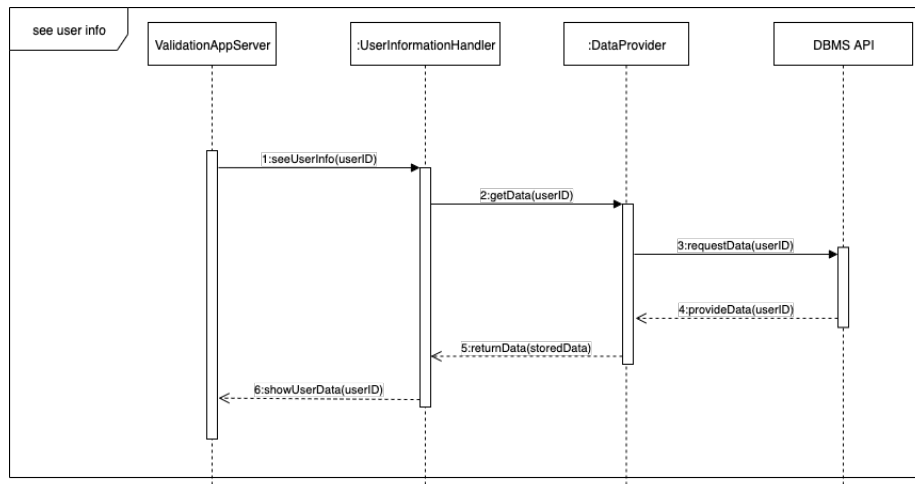 see user info
ValidationAppServer
:UserInformationHandler
:DataProvider
DBMS API
1:seeUserInfo(userID)
2:getData(userID)
3:requestData(userID)
4:provideData(userID)
5:returnData(storedData)
6:showUserData(userID)